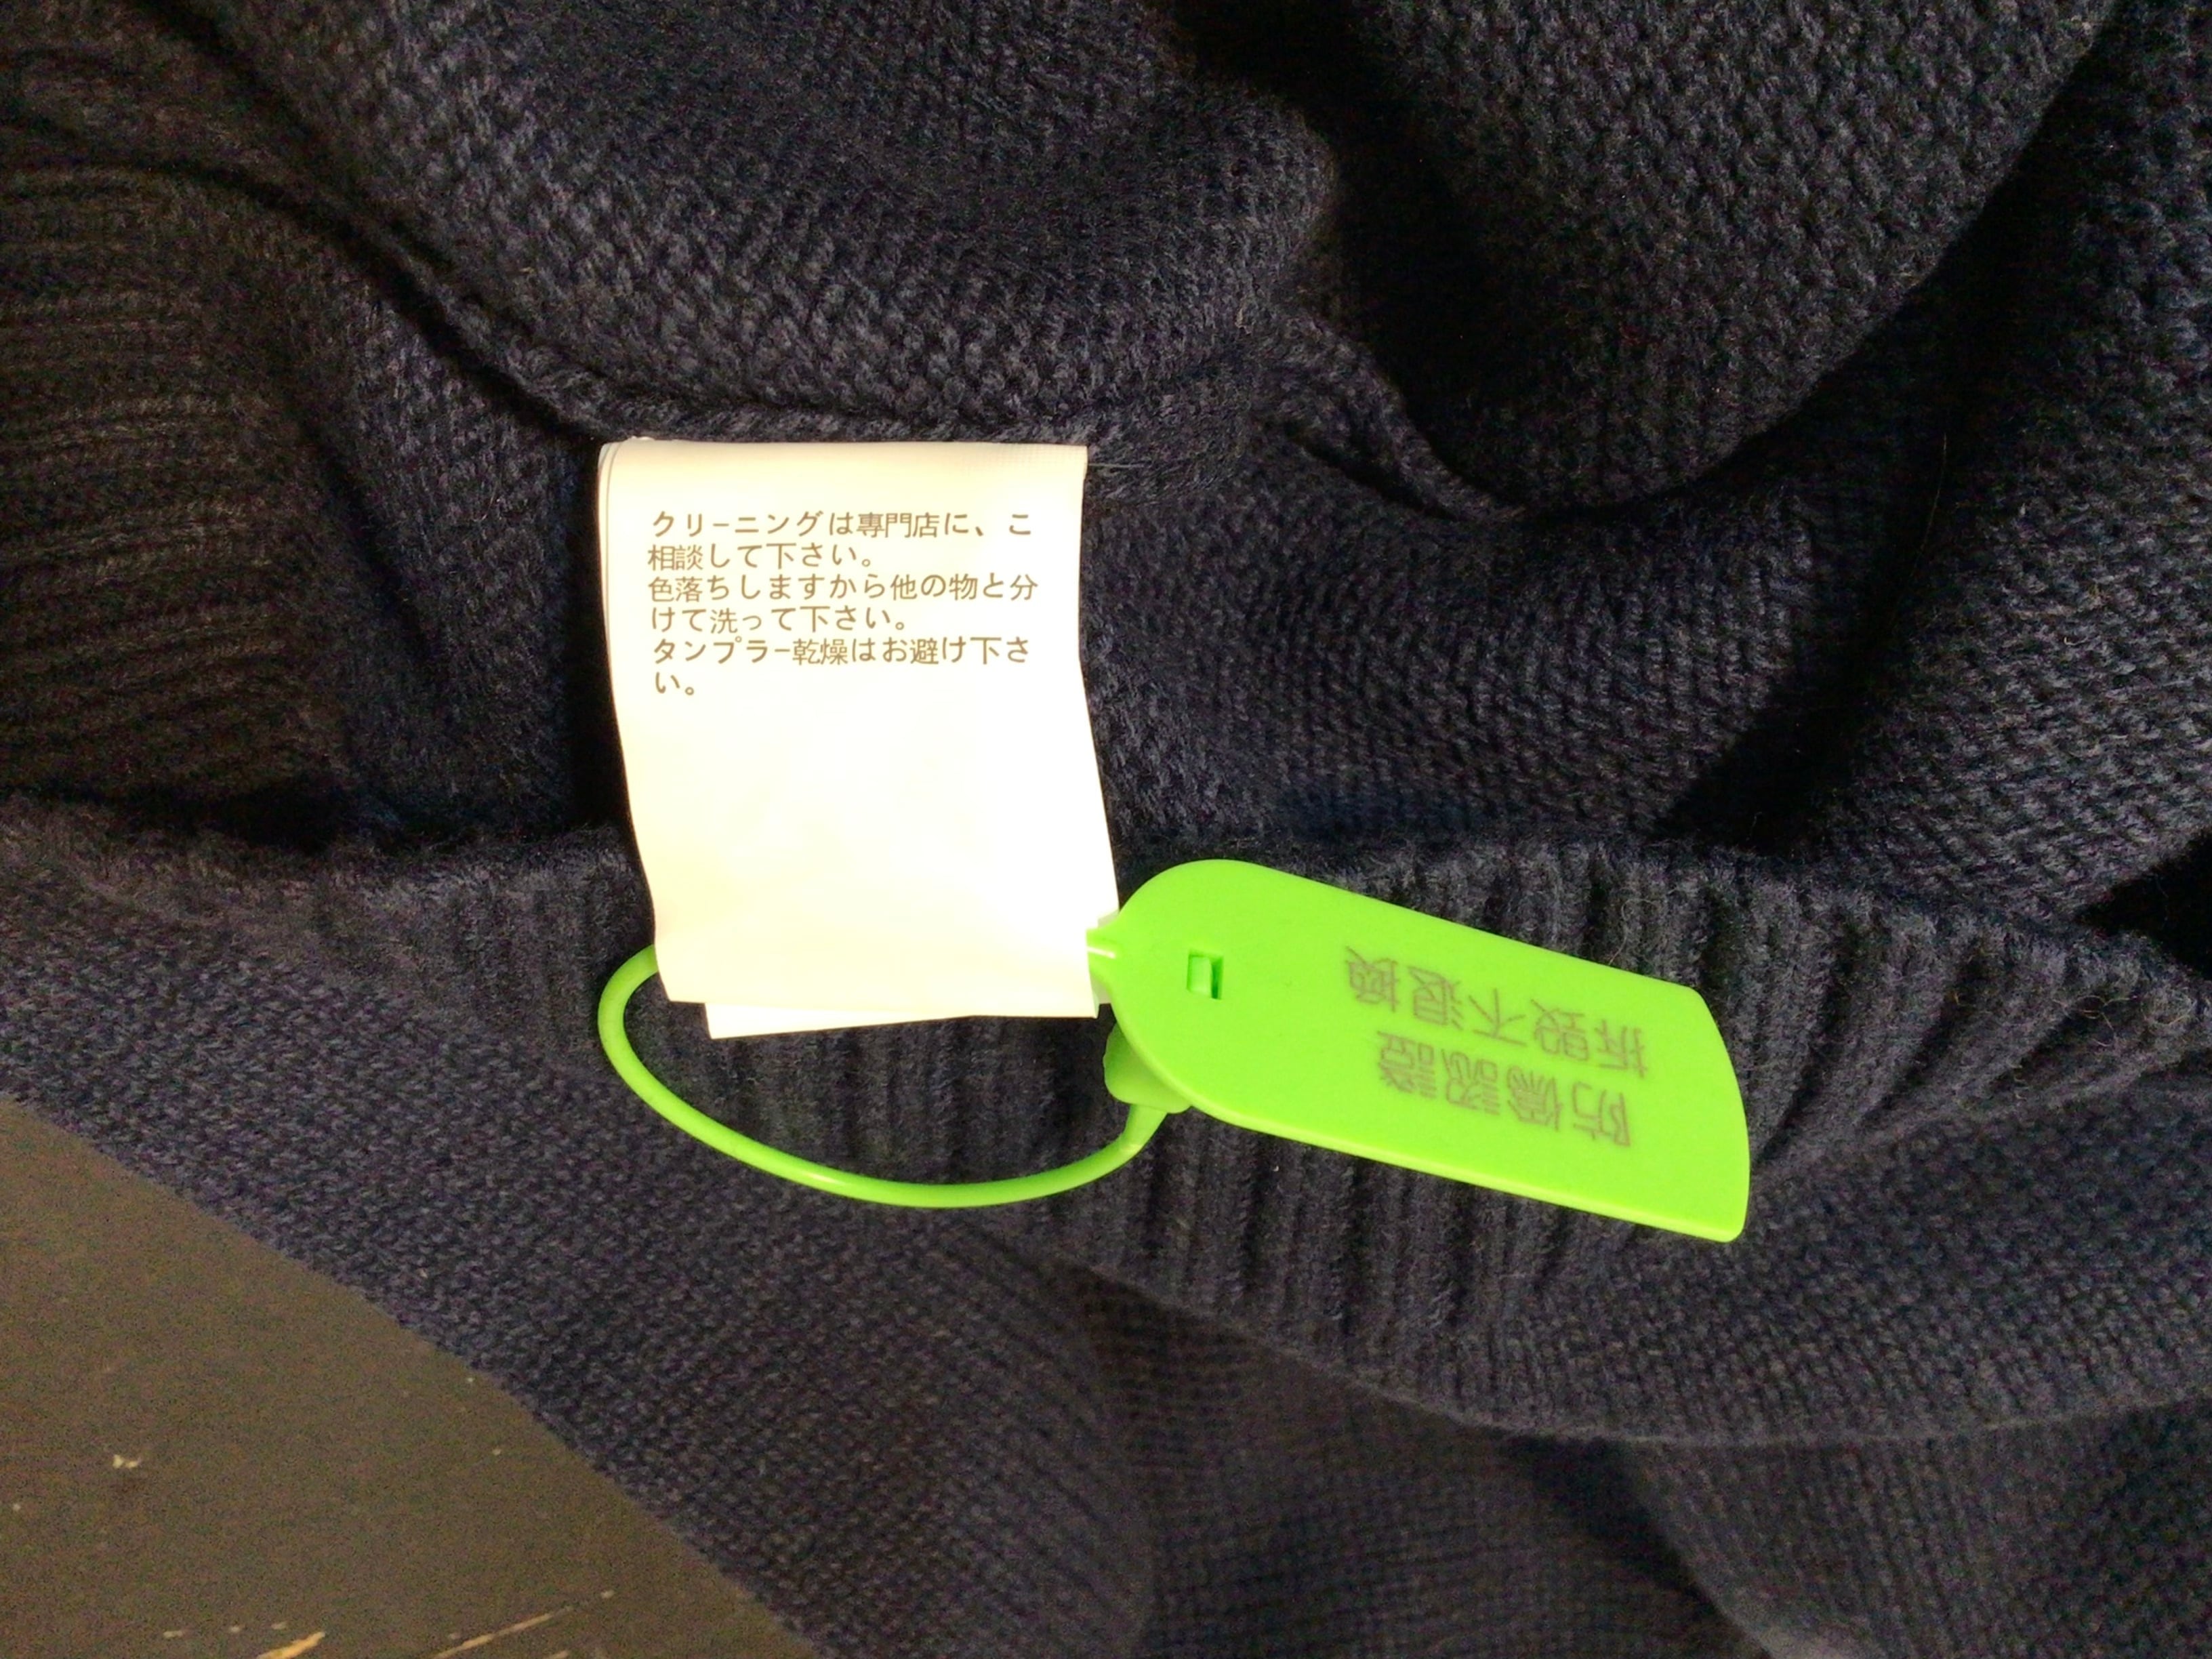 クリーニングは専門店に、こ
相談して下さい。
色落ちしますから他の物と分
けて洗って下さい。
タンプラー乾燥はお避け下さ
い。
防偽認證
拆毀不退換